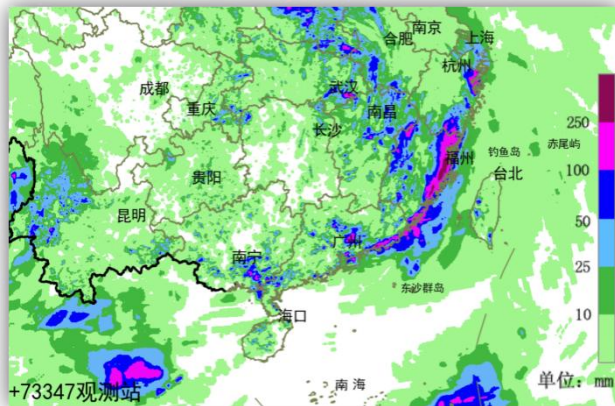 南京
合肥
上海
杭州
成都
武汉
重庆
南昌
长沙
250
钓鱼岛
赤尾屿
福州
台北
贵阳
100
昆明
50
广州
南宁
25
东沙群岛
海口
10
南海
单位：mm
+73347观测站